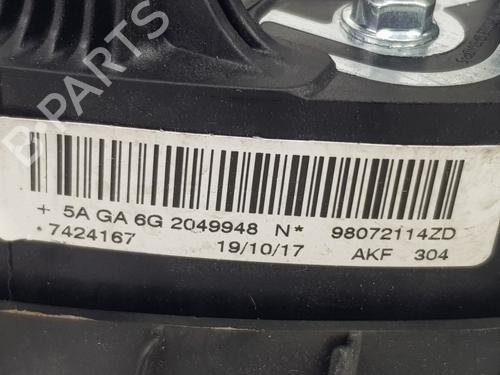 B-PARTS
+ 5A GA 6G 2049948 N* 98072114ZD
*7424167 19/10/17 AKF 304